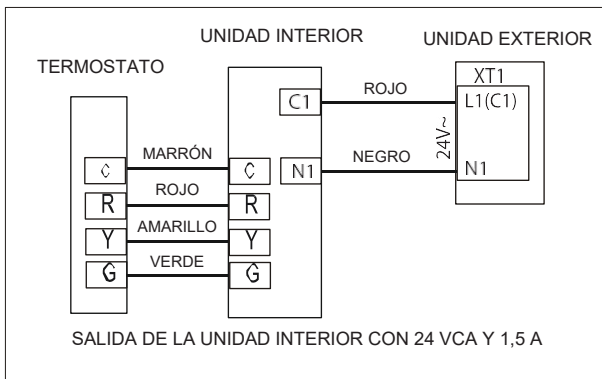 UNIDAD INTERIOR
UNIDAD EXTERIOR
TERMOSTATO
XT1
C1
ROJO
L1(C1)
24V~
MARRÓN
NEGRO
C
C
N1
N1
ROJO
R
R
AMARILLO
Y
Y
VERDE
G
G
SALIDA DE LA UNIDAD INTERIOR CON 24 VCA Y 1,5 A